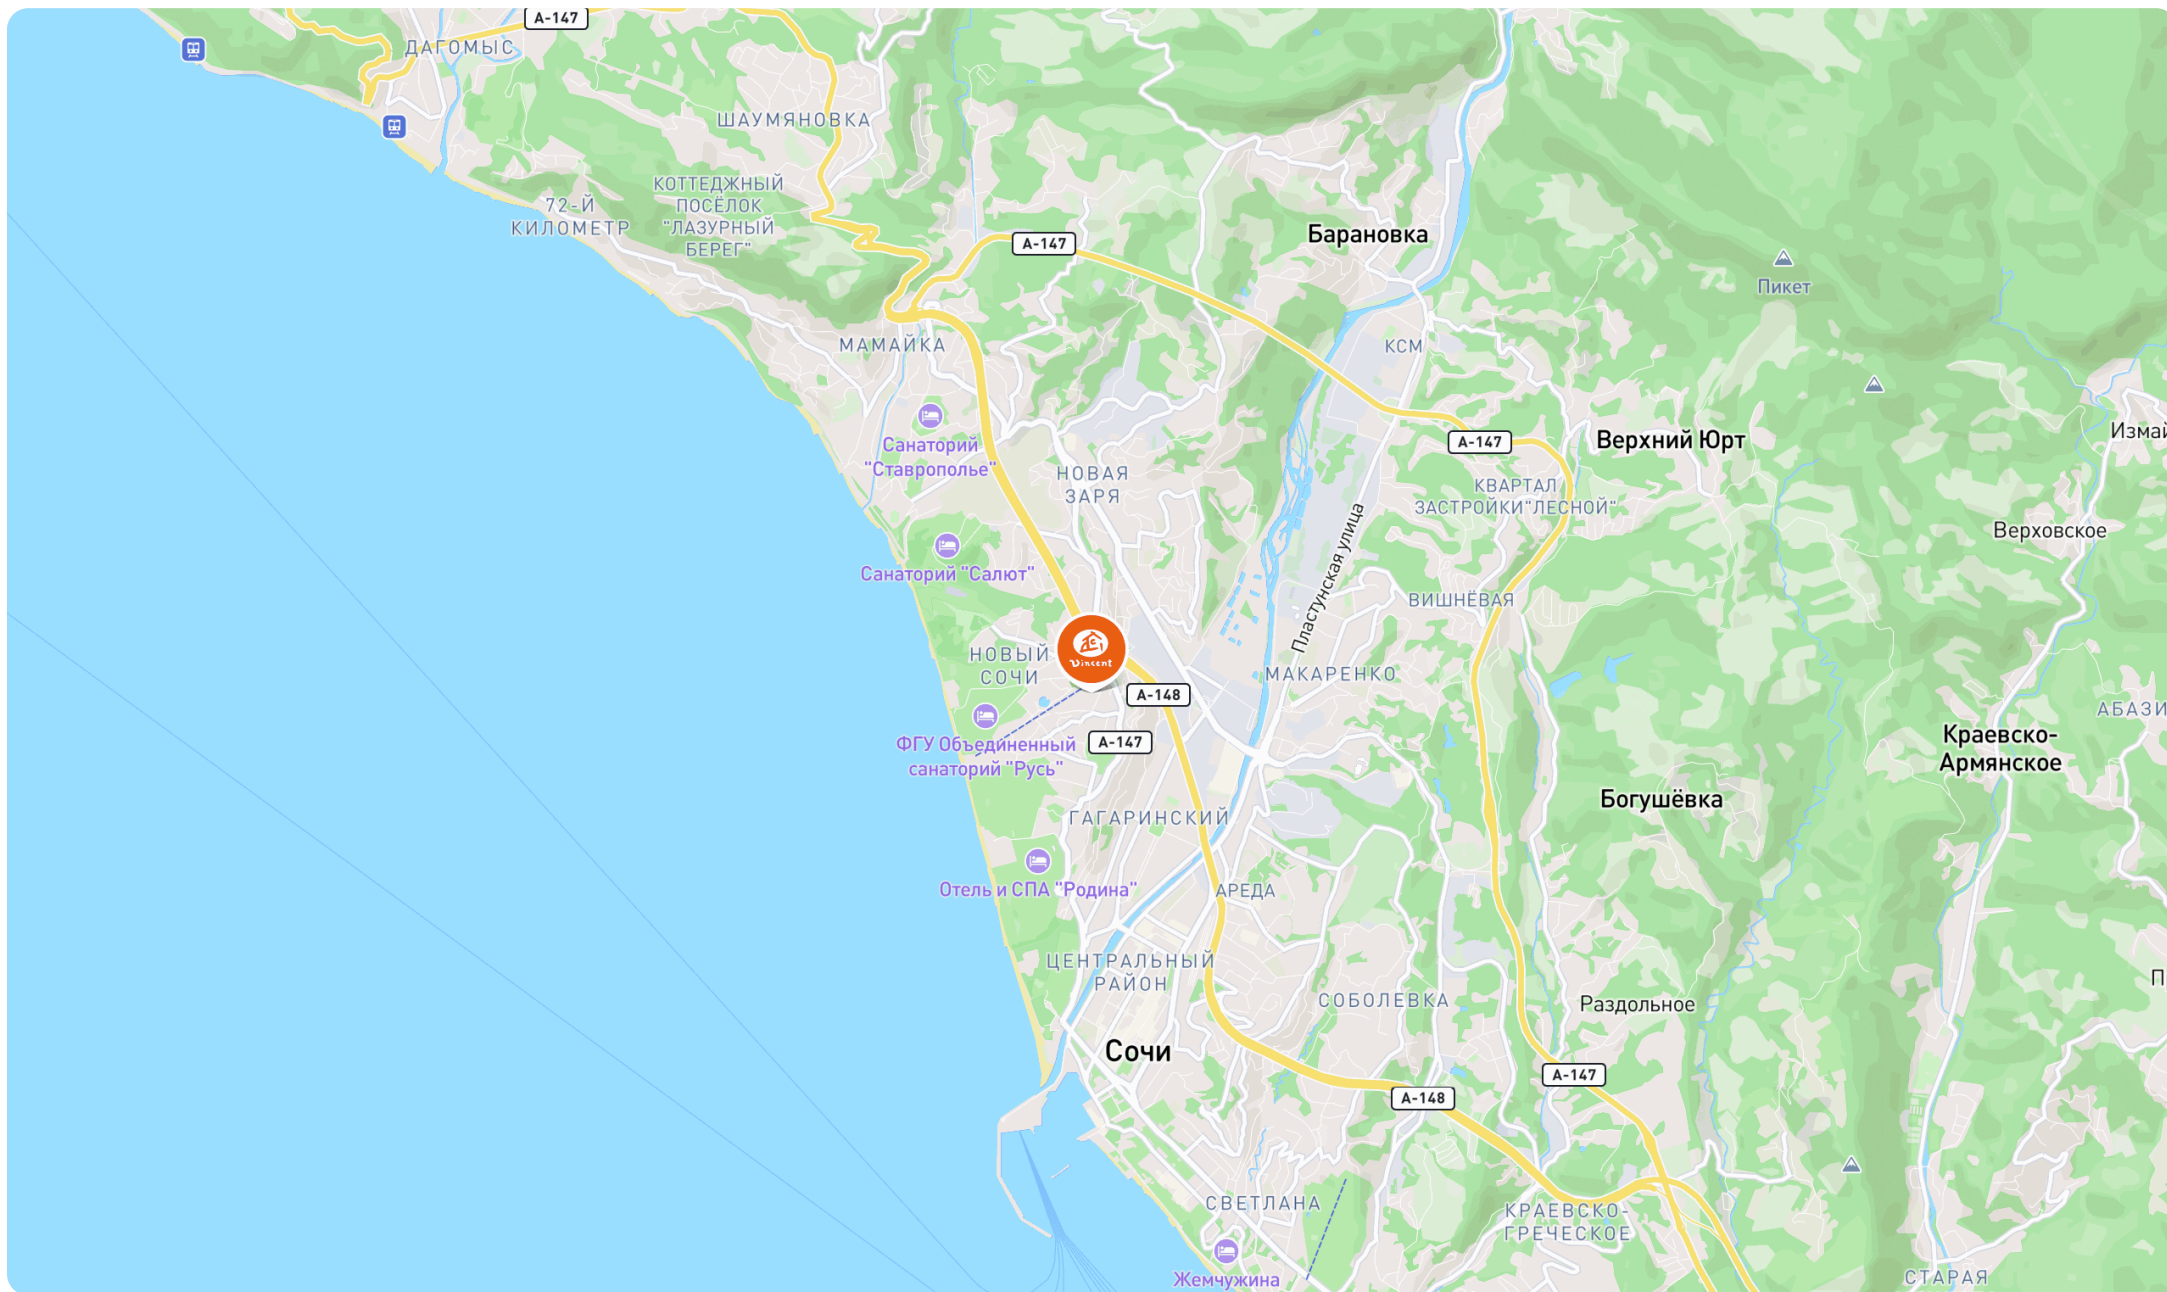 А-147
ДАГОМЫС
ШАУМЯНОВКА
КОТТЕДЖНЫЙ
ПОСЁЛОК
"ЛАЗУРНЫЙ
БЕРЕГ"
72-Й
КИЛОМЕТР
А-147
Барановка
Пикет
МАМАЙКА
КСМ
Санаторий
"Ставрополье"
А-147
Верхний Юрт
Измай
НОВАЯ
ЗАРЯ
КВАРТАЛ
ЗАСТРОЙКИ"ЛЕСНОЙ"
Верховское
Пластунская улица
Санаторий "Салют"
ВИШНЁВАЯ
Vincent
НОВЫЙ
СОЧИ
МАКАРЕНКО
А-148
АБАЗИ
ФГУ Объединенный
санаторий "Русь"
А-147
Краевско-
Армянское
Богушёвка
ГАГАРИНСКИЙ
Отель и СПА "Родина"
АРЕДА
ЦЕНТРАЛЬНЫЙ
РАЙОН
СОБОЛЕВКА
Раздольное
Сочи
А-147
А-148
СВЕТЛАНА
КРАЕВСКО-
ГРЕЧЕСКОЕ
Жемчужина
СТАРАЯ